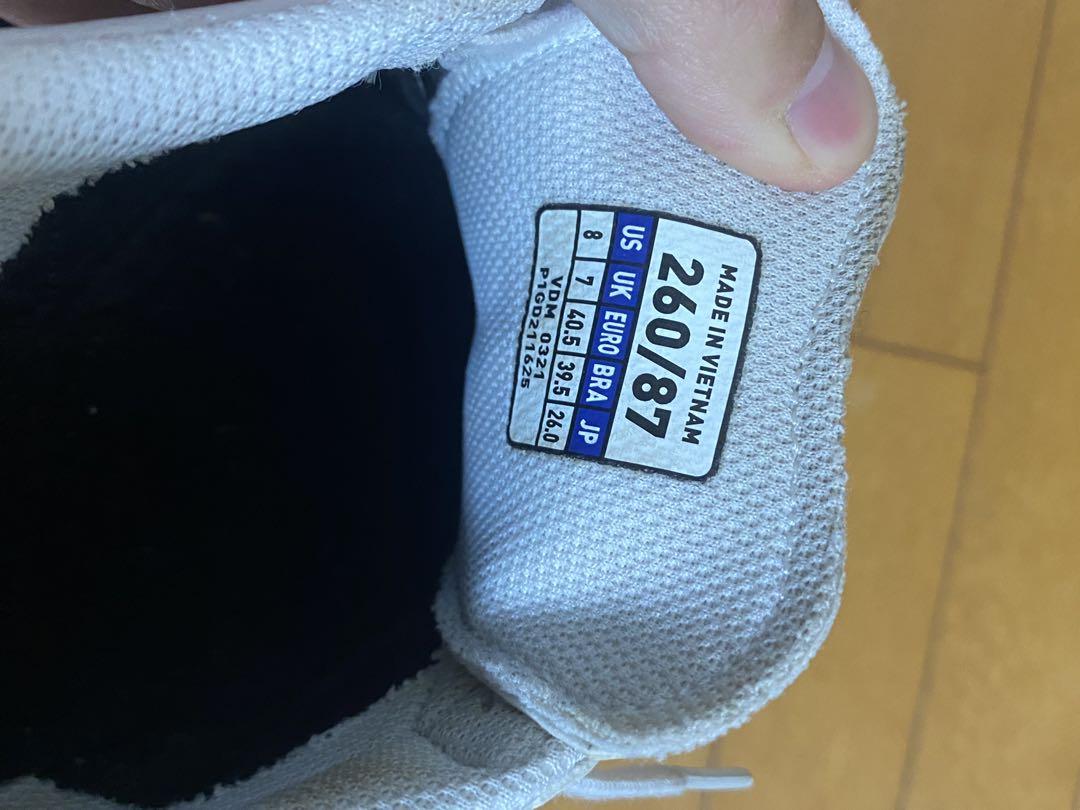 MADE IN VIETNAM
260/87
US UK EURO BRA JP
8 7 40.5 39.5 26.0
VDM 0321
P1GD211625